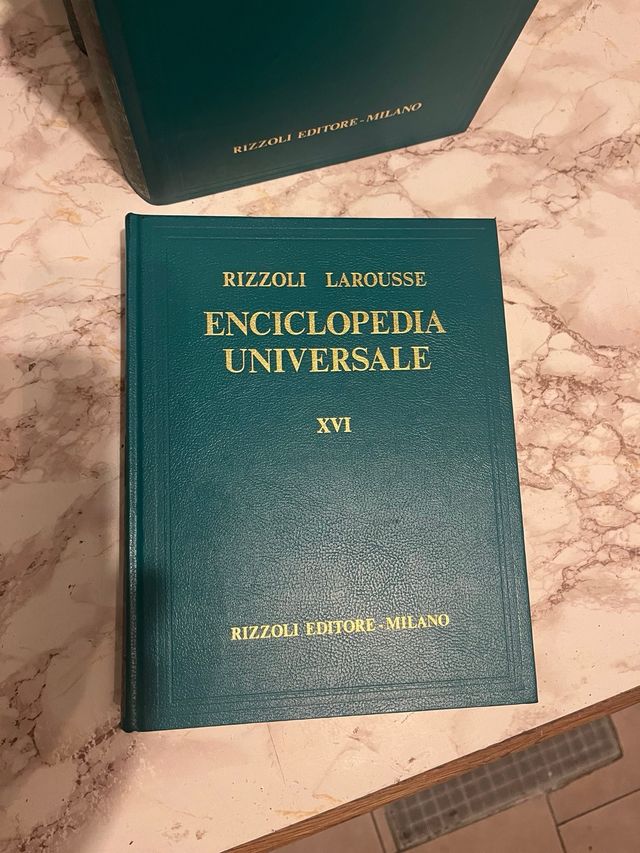 RIZZOLI EDITORE - MILANO
RIZZOLI LAROUSSE
ENCICLOPEDIA
UNIVERSALE
XVI
RIZZOLI EDITORE - MILANO